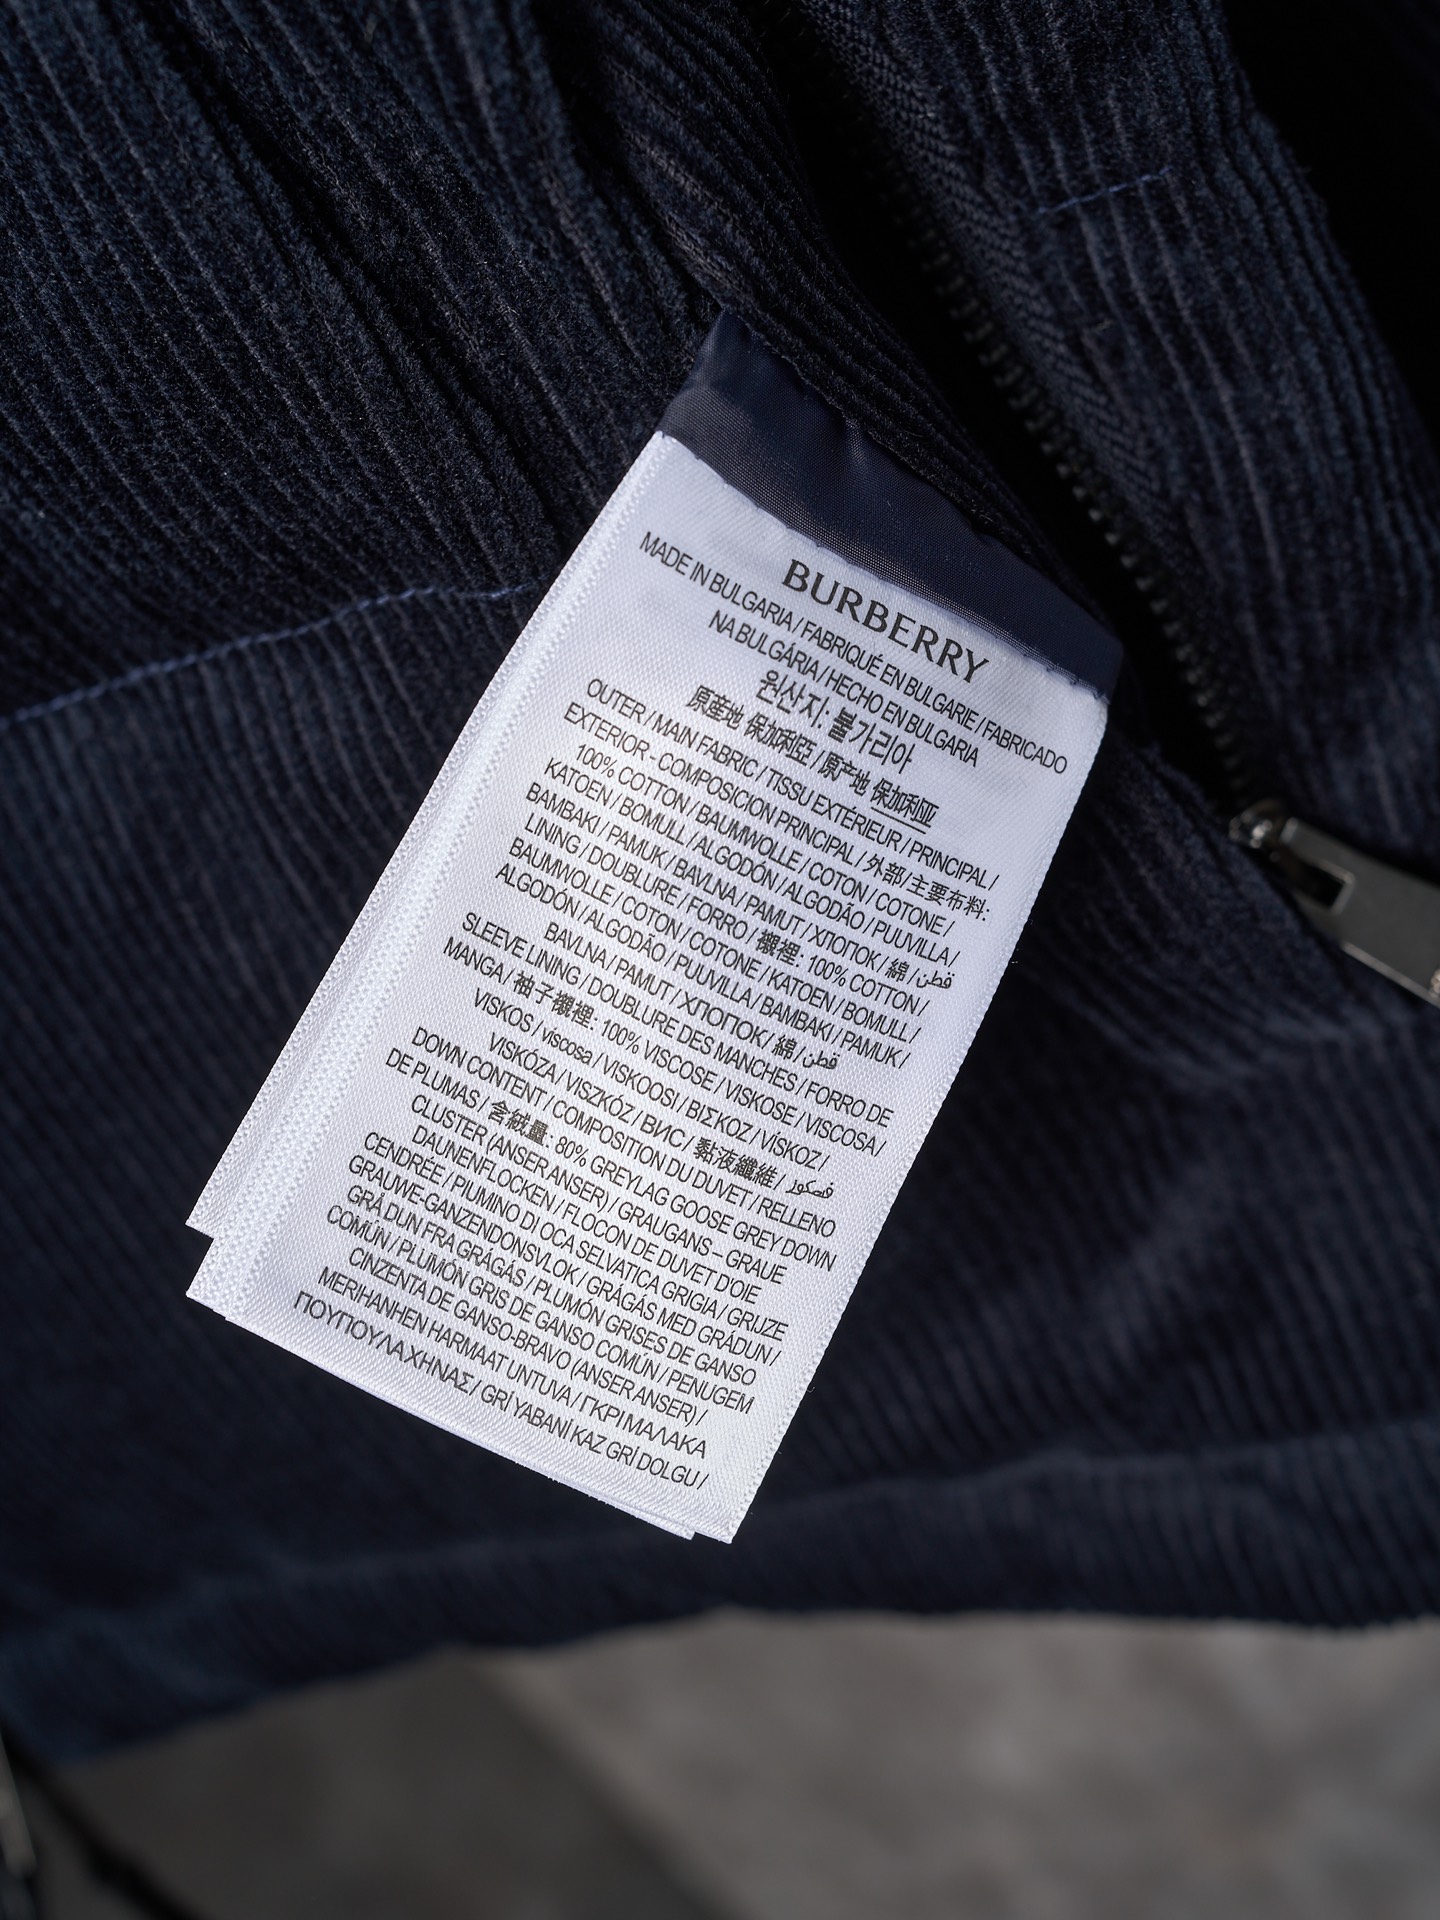 BURBERRY
MADE IN BULGARIA / FABRIQUÉ EN BULGARIE / FABRICADO
NA BULGÁRIA / HECHO EN BULGARIA
원산지: 불가리아
原産地 保加利亞 / 原产地 保加利亚
OUTER / MAIN FABRIC / TISSU EXTÉRIEUR / PRINCIPAL /
EXTERIOR - COMPOSICION PRINCIPAL / 外部/主要布料:
100% COTTON / BAUMWOLLE / COTON / COTONE /
KATOEN / BOMULL / ALGODÓN / ALGODÃO / PUUVILLA /
BAMBAKI / PAMUK / BAVLNA / PAMUT / ХЛОПОК / 綿 / قطن
LINING / DOUBLURE / FORRO / 襯裡: 100% COTTON /
BAUMWOLLE / COTON / COTONE / KATOEN / BOMULL /
ALGODÓN / ALGODÃO / PUUVILLA / BAMBAKI / PAMUK /
BAVLNA / PAMUT / ХЛОПОК / 綿 / قطن
SLEEVE LINING / DOUBLURE DES MANCHES / FORRO DE
MANGA / 袖子襯裡: 100% VISCOSE / VISKOSE / VISCOSA /
VISKOS / viscosa / VISKOOSI / ΒΙΣΚΟΖ / VİSKOZ /
VISKÓZA / VISZKÓZ / ВИС / 黏液纖維 /
DOWN CONTENT / COMPOSITION DU DUVET / RELLENO
DE PLUMAS / 含絨量: 80% GREYLAG GOOSE GREY DOWN
CLUSTER (ANSER ANSER) / GRAUGANS – GRAUE
DAUNENFLOCKEN / FLOCON DE DUVET D'OIE
CENDRÉE / PIUMINO DI OCA SELVATICA GRIGIA / GRIJZE
GRAUWE-GANZENDONSVLOK / GRÅGÅS MED GRÅDUN /
GRÅ DUN FRA GRÅGÅS / PLUMÓN GRISES DE GANSO
COMÚN / PLUMÓN GRIS DE GANSO COMÚN / PENUGEM
CINZENTA DE GANSO-BRAVO (ANSER ANSER) /
MERIHANHEN HARMAAT UNTUVA / ΓΚΡΙ ΜΑΛΑΚΑ
ΠΟΥΠΟΥΛΑ ΧΗΝΑΣ / GRİ YABANİ KAZ GRİ DOLGU /